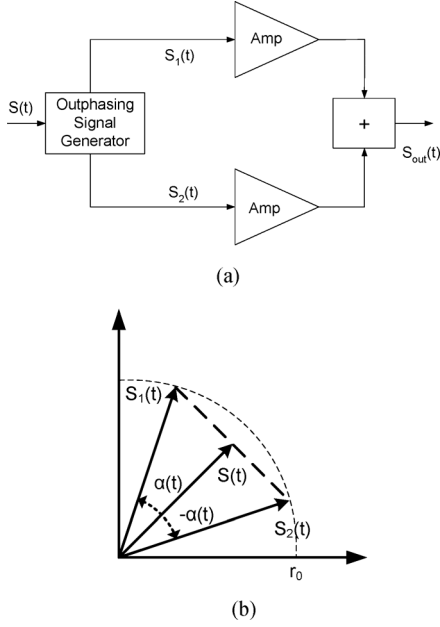 Amp
S₁(t)
S(t)
Outphasing
Signal
Generator
+
Sout(t)
S₂(t)
Amp
(a)
S₁(t)
α(t)
S(t)
-α(t)
S₂(t)
r₀
(b)